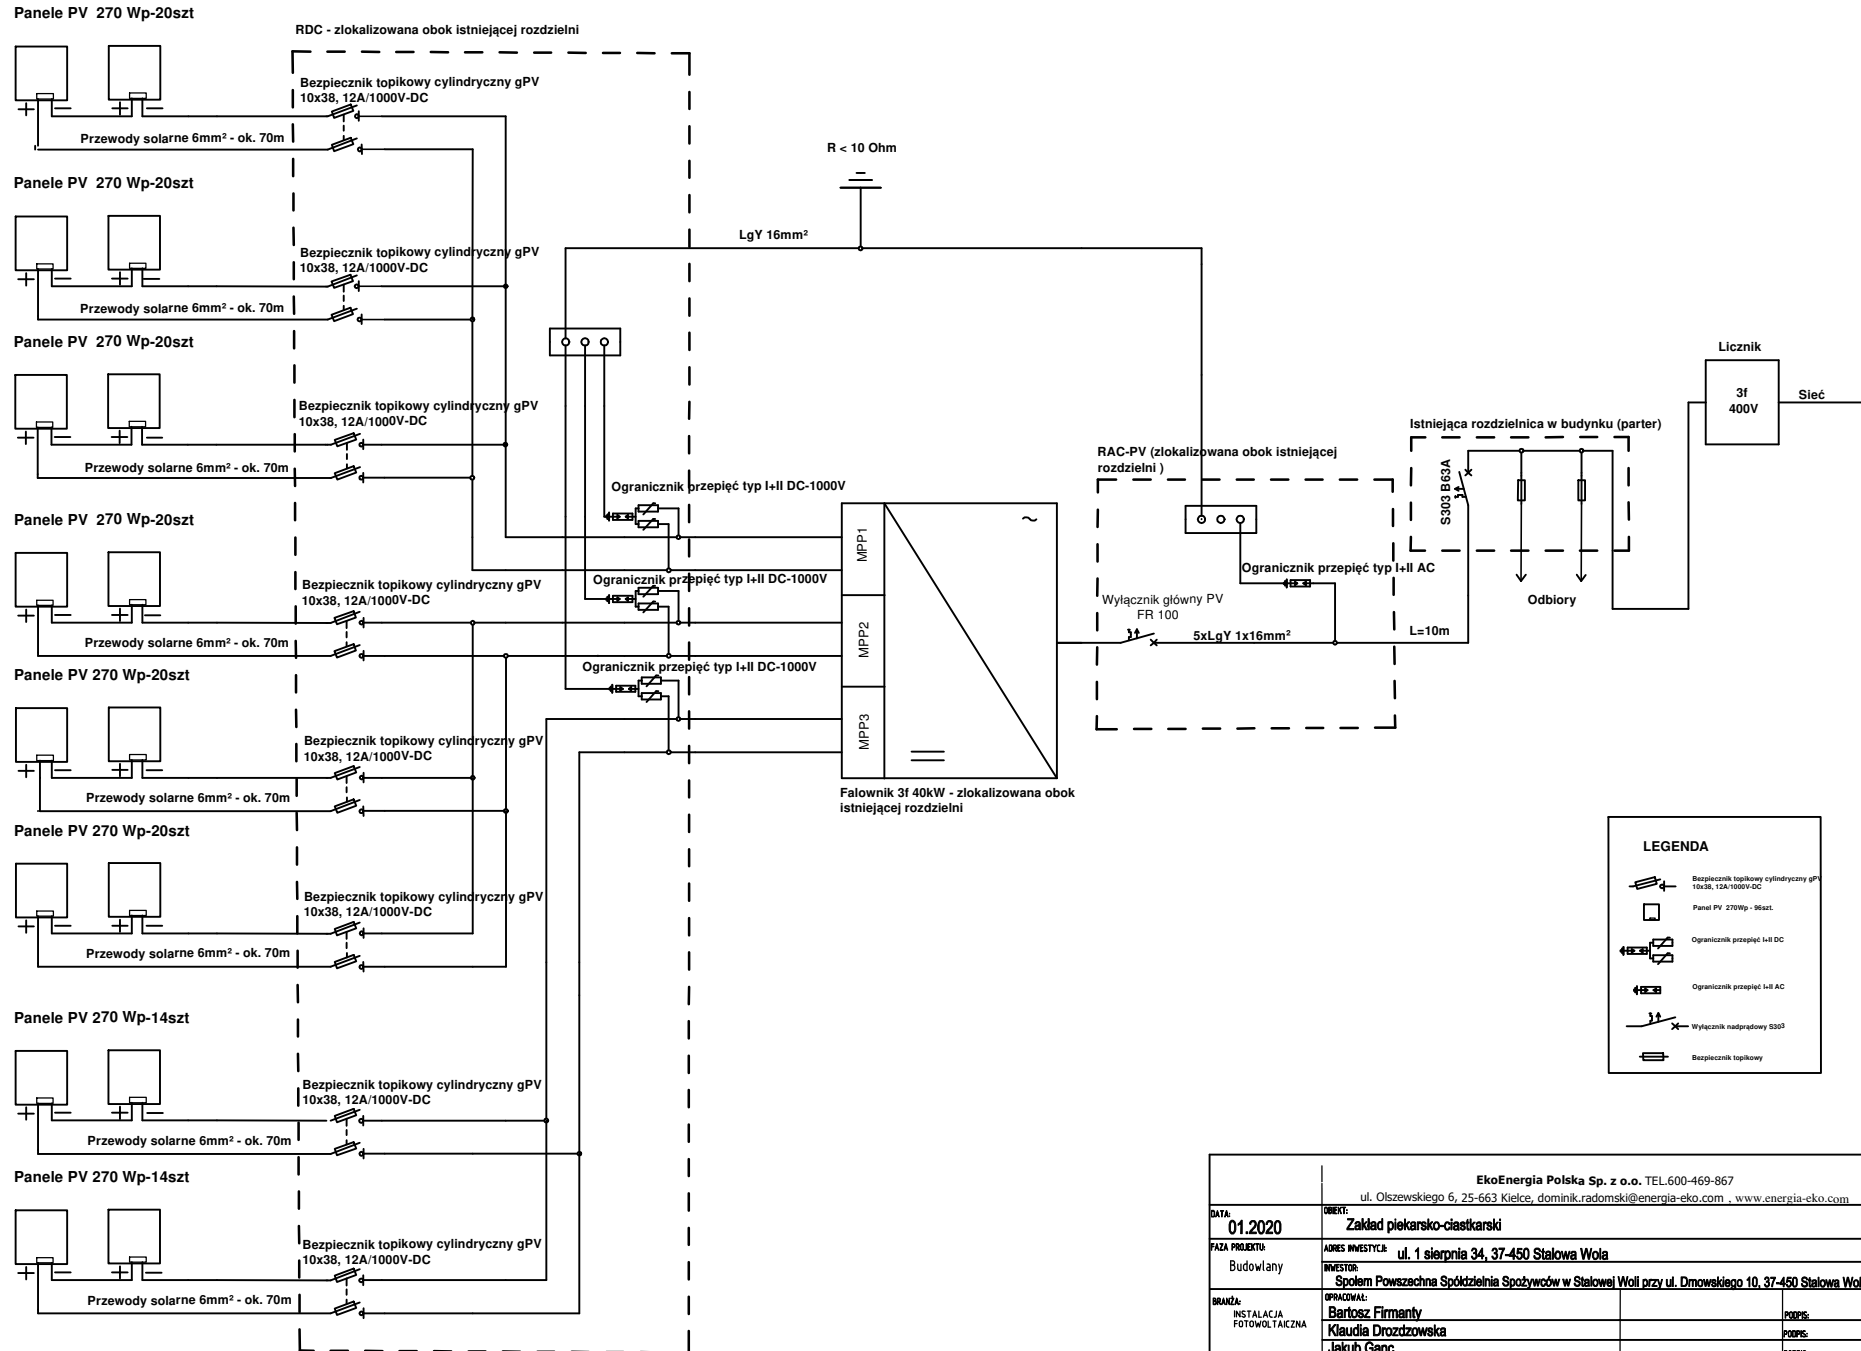 Panele PV 270 Wp-20szt
RDC - zlokalizowana obok istniejącej rozdzielni
Bezpiecznik topikowy cylindryczny gPV
10x38, 12A/1000V-DC
Przewody solarne 6mm² - ok. 70m
Panele PV 270 Wp-20szt
Bezpiecznik topikowy cylindryczny gPV
10x38, 12A/1000V-DC
Przewody solarne 6mm² - ok. 70m
Panele PV 270 Wp-20szt
Bezpiecznik topikowy cylindryczny gPV
10x38, 12A/1000V-DC
Przewody solarne 6mm² - ok. 70m
Panele PV 270 Wp-20szt
Bezpiecznik topikowy cylindryczny gPV
10x38, 12A/1000V-DC
Przewody solarne 6mm² - ok. 70m
Panele PV 270 Wp-20szt
Bezpiecznik topikowy cylindryczny gPV
10x38, 12A/1000V-DC
Przewody solarne 6mm² - ok. 70m
Panele PV 270 Wp-20szt
Bezpiecznik topikowy cylindryczny gPV
10x38, 12A/1000V-DC
Przewody solarne 6mm² - ok. 70m
Panele PV 270 Wp-14szt
Bezpiecznik topikowy cylindryczny gPV
10x38, 12A/1000V-DC
Przewody solarne 6mm² - ok. 70m
Panele PV 270 Wp-14szt
Bezpiecznik topikowy cylindryczny gPV
10x38, 12A/1000V-DC
Przewody solarne 6mm² - ok. 70m
R < 10 Ohm
LgY 16mm²
Ogranicznik przepięć typ I+II DC-1000V
Ogranicznik przepięć typ I+II DC-1000V
Ogranicznik przepięć typ I+II DC-1000V
MPP1
MPP2
MPP3
~
Falownik 3f 40kW - zlokalizowana obok
istniejącej rozdzielni
RAC-PV (zlokalizowana obok istniejącej
rozdzielni )
Ogranicznik przepięć typ I+II AC
Wyłącznik główny PV
FR 100
5xLgY 1x16mm²
L=10m
Istniejąca rozdzielnica w budynku (parter)
S303 B63A
Odbiory
Licznik
3f
400V
Sieć
LEGENDA
Bezpiecznik topikowy cylindryczny gPV
10x38, 12A/1000V-DC
Panel PV 270Wp - 96szt.
Ogranicznik przepięć I+II DC
Ogranicznik przepięć I+II AC
Wyłącznik nadprądowy S303
Bezpiecznik topikowy
EkoEnergia Polska Sp. z o.o. TEL.600-469-867
ul. Olszewskiego 6, 25-663 Kielce, dominik.radomski@energia-eko.com , www.energia-eko.com
DATA:
01.2020
OBIEKT:
Zakład piekarsko-ciastkarski
FAZA PROJEKTU:
Budowlany
ADRES INWESTYCJI:
ul. 1 sierpnia 34, 37-450 Stalowa Wola
INWESTOR:
Społem Powszechna Spółdzielnia Spożywców w Stalowej Woli przy ul. Dmowskiego 10, 37-450 Stalowa Wol
BRANŻA:
INSTALACJA
FOTOWOLTAICZNA
OPRACOWAŁ:
Bartosz Firmanty
PODPIS:
Klaudia Drozdzowska
PODPIS:
Jakub Ganc